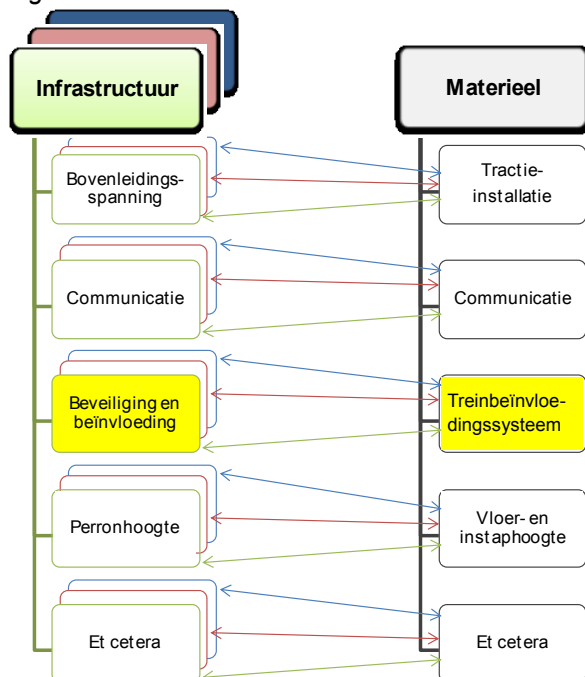 Infrastructuur
Materieel
Bovenleidings-
spanning
Tractie-
installatie
Communicatie
Communicatie
Beveiliging en
beïnvloeding
Treinbeïnvloe-
dingssysteem
Perronhoogte
Vloer- en
instaphoogte
Et cetera
Et cetera